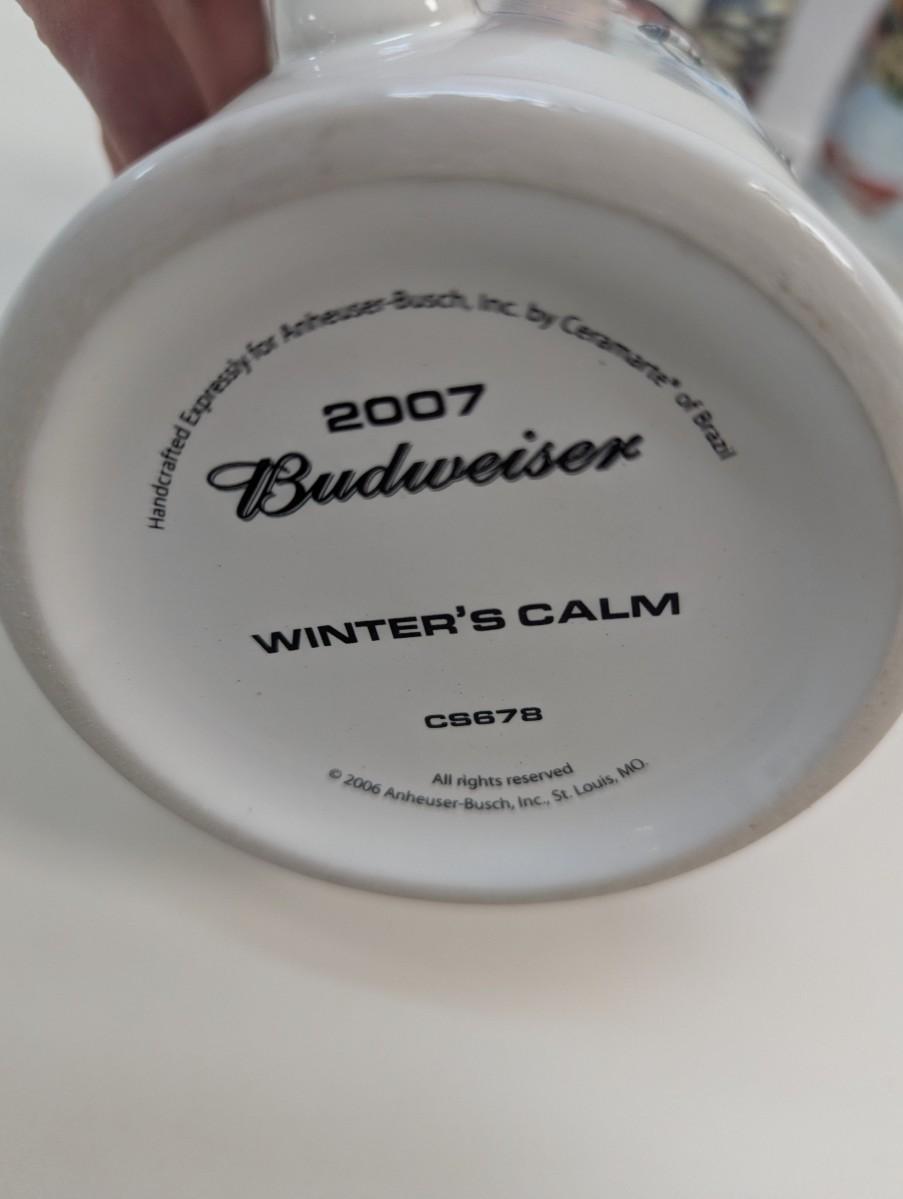 Handcrafted Expressly for Anheuser-Busch, Inc. by Ceramarte® of Brazil
2007
Budweiser
WINTER'S CALM
CS678
All rights reserved
© 2006 Anheuser-Busch, Inc., St. Louis, MO.